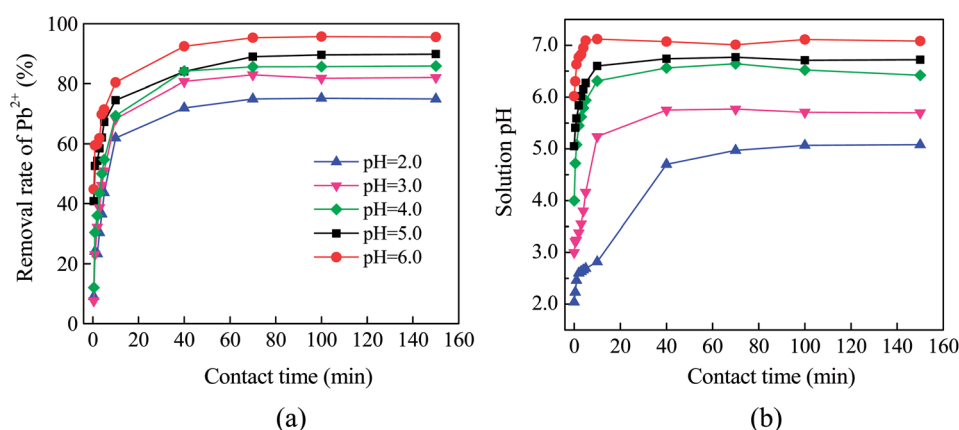 Removal rate of Pb²⁺ (%)
100
80
60
40
20
0
pH=2.0
pH=3.0
pH=4.0
pH=5.0
pH=6.0
0 20 40 60 80 100 120 140 160
Contact time (min)
(a)
Solution pH
7.0
6.0
5.0
4.0
3.0
2.0
0 20 40 60 80 100 120 140 160
Contact time (min)
(b)